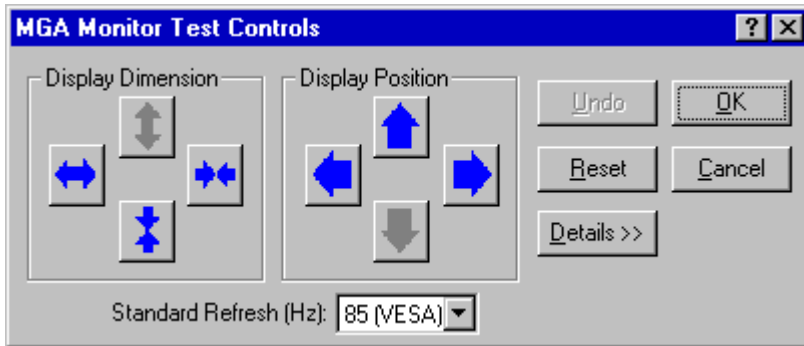 MGA Monitor Test Controls
Display Dimension
Display Position
Undo
OK
Reset
Cancel
Details >>
Standard Refresh (Hz): 85 (VESA)